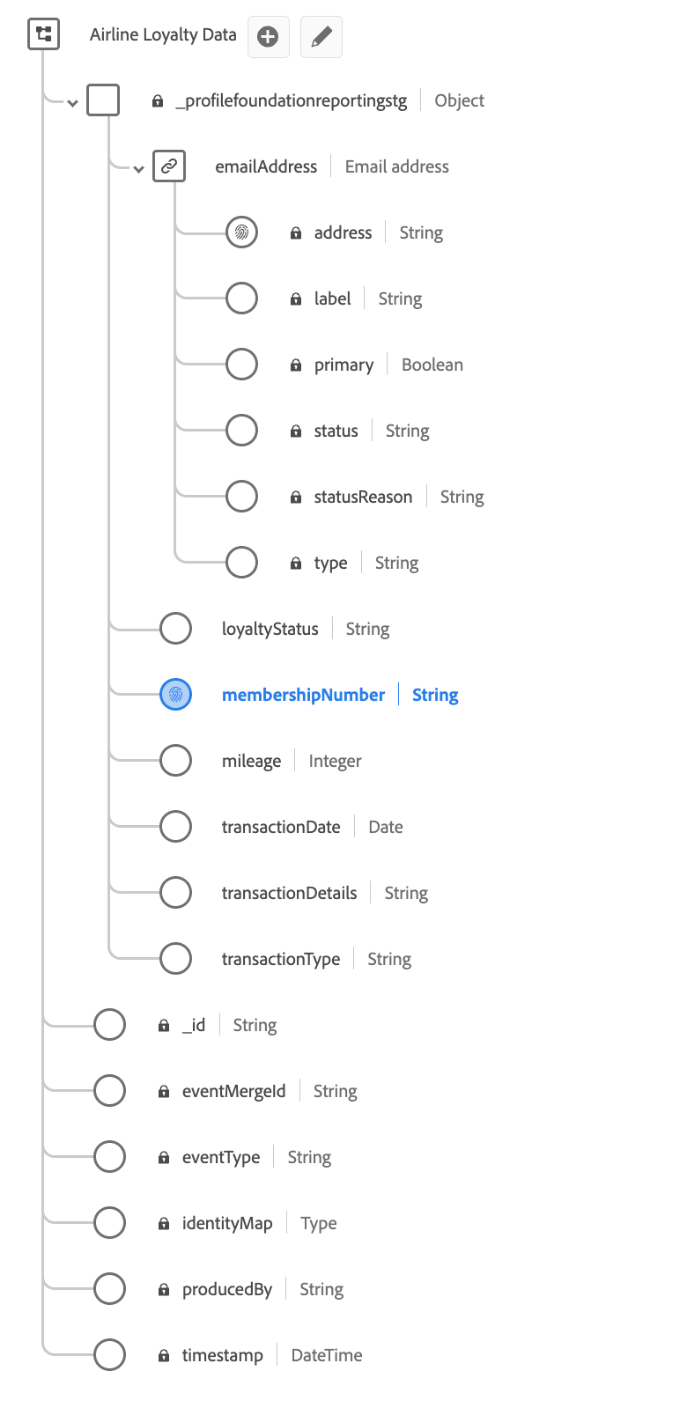 Airline Loyalty Data
_profilefoundationreportingstg Object
emailAddress Email address
address String
label String
primary Boolean
status String
statusReason String
type String
loyaltyStatus String
membershipNumber String
mileage Integer
transactionDate Date
transactionDetails String
transactionType String
_id String
eventMergeId String
eventType String
identityMap Type
producedBy String
timestamp DateTime